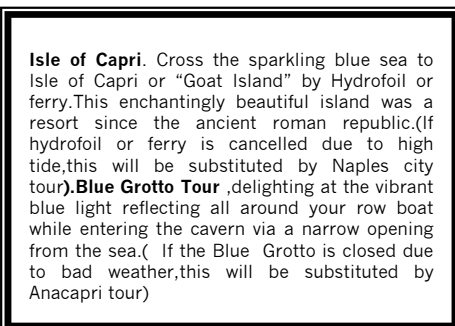 Isle of Capri. Cross the sparkling blue sea to
Isle of Capri or “Goat Island” by Hydrofoil or
ferry.This enchantingly beautiful island was a
resort since the ancient roman republic.(If
hydrofoil or ferry is cancelled due to high
tide,this will be substituted by Naples city
tour).Blue Grotto Tour ,delighting at the vibrant
blue light reflecting all around your row boat
while entering the cavern via a narrow opening
from the sea.( If the Blue Grotto is closed due
to bad weather,this will be substituted by
Anacapri tour)